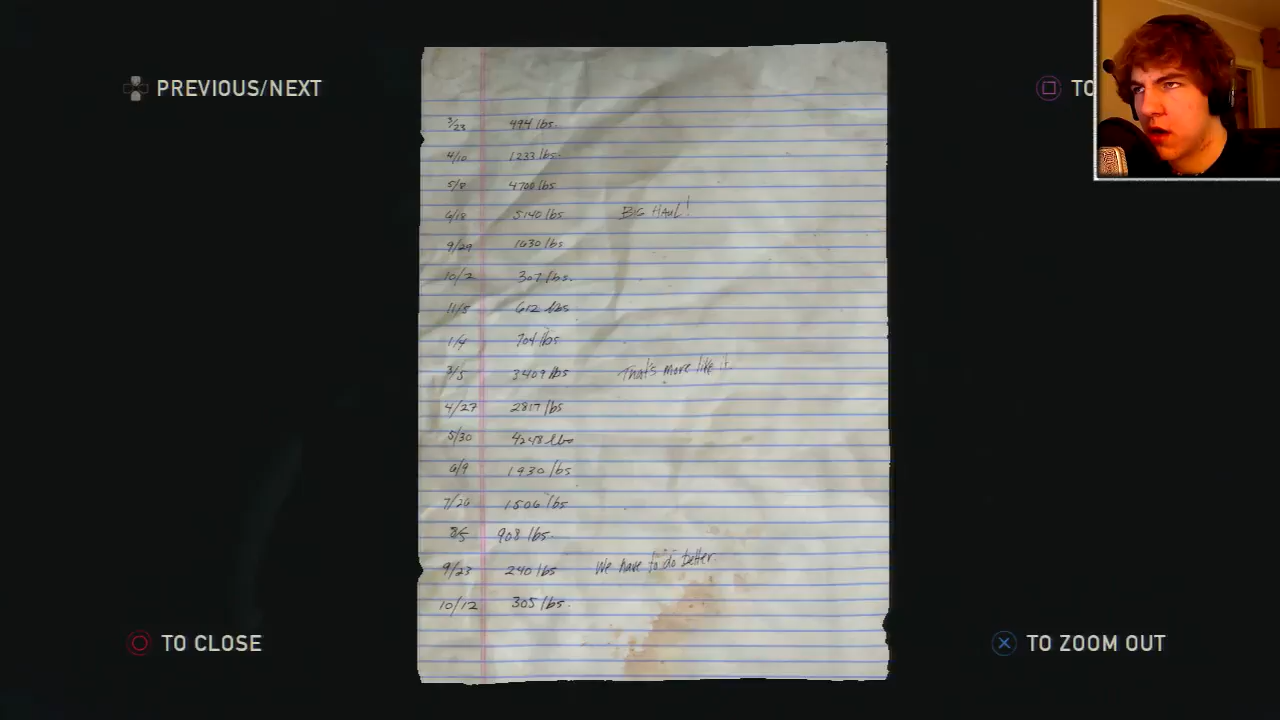 PREVIOUS/NEXT
TO
3/23 494 lbs.
4/10 1233 lbs.
5/8 4700 lbs
6/18 5140 lbs BIG HAUL!
9/29 1630 lbs
10/2 307 lbs.
11/5 612 lbs
1/4 704 lbs
3/5 3409 lbs That's more like it.
4/27 2817 lbs
5/30 4248 lbs
6/9 1930 lbs
7/26 1506 lbs
8/5 908 lbs.
9/23 240 lbs We have to do better.
10/12 305 lbs.
TO CLOSE
TO ZOOM OUT